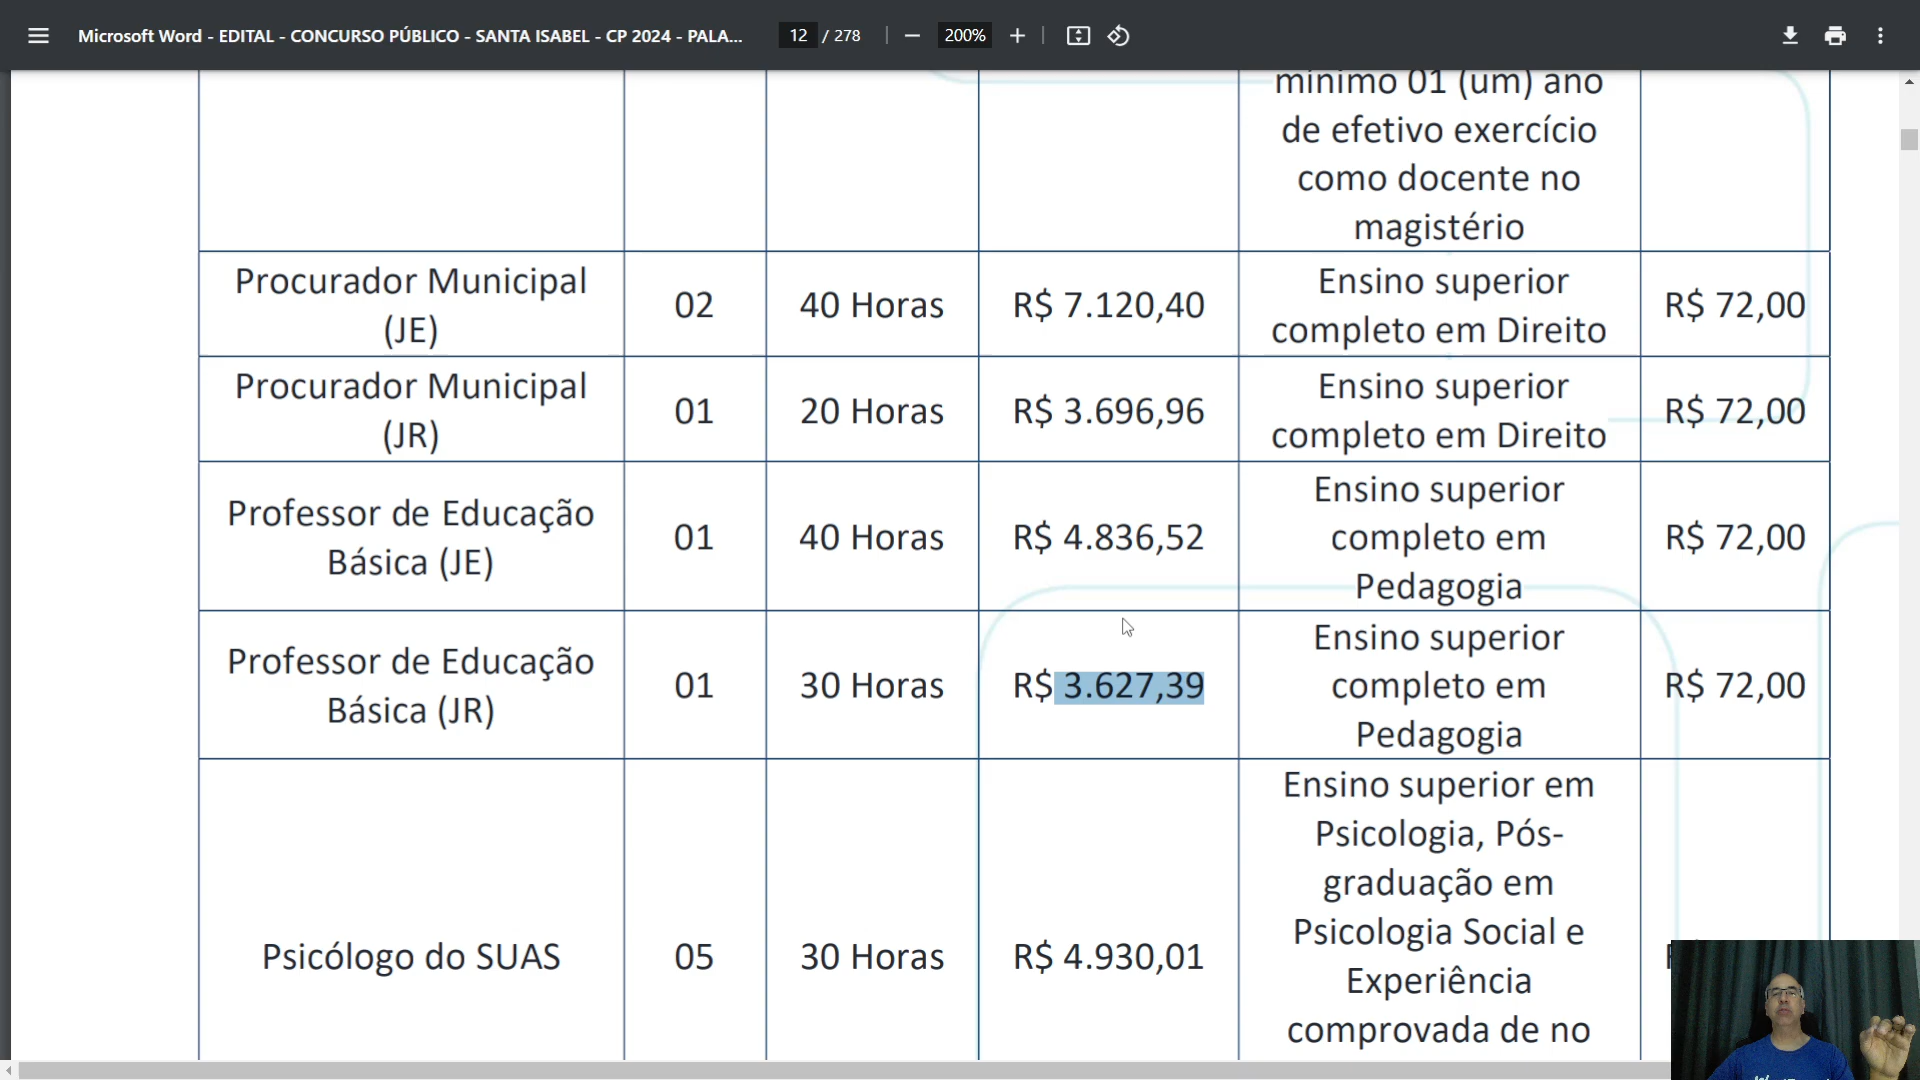 Microsoft Word - EDITAL - CONCURSO PÚBLICO - SANTA ISABEL - CP 2024 - PALA...
12 / 278
200%
mínimo 01 (um) ano
de efetivo exercício
como docente no
magistério
Procurador Municipal
(JE)
02
40 Horas
R$ 7.120,40
Ensino superior
completo em Direito
R$ 72,00
Procurador Municipal
(JR)
01
20 Horas
R$ 3.696,96
Ensino superior
completo em Direito
R$ 72,00
Professor de Educação
Básica (JE)
01
40 Horas
R$ 4.836,52
Ensino superior
completo em
Pedagogia
R$ 72,00
Professor de Educação
Básica (JR)
01
30 Horas
R$ 3.627,39
Ensino superior
completo em
Pedagogia
R$ 72,00
Psicólogo do SUAS
05
30 Horas
R$ 4.930,01
Ensino superior em
Psicologia, Pós-
graduação em
Psicologia Social e
Experiência
comprovada de no